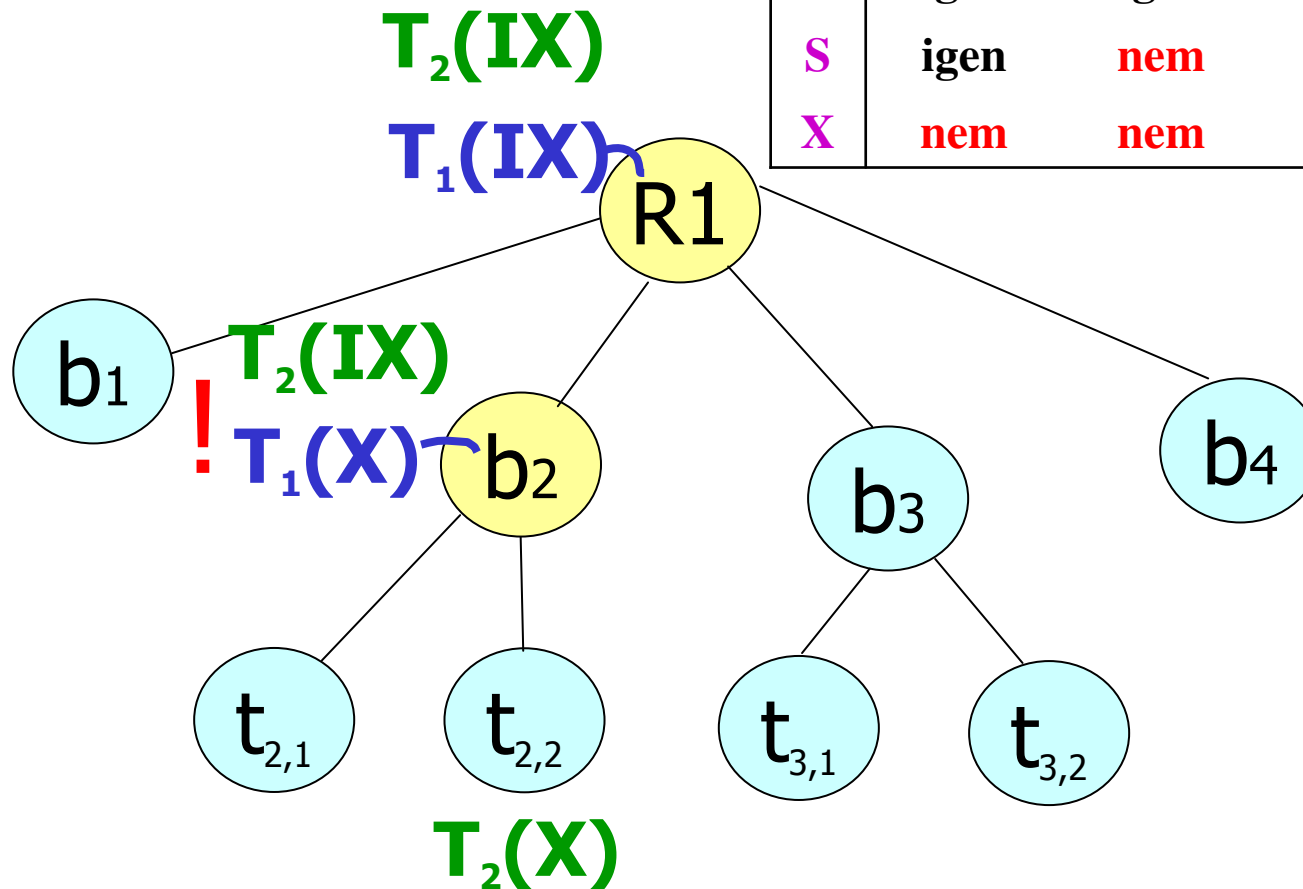 T₂(IX)
S igen nem
X nem nem
T₁(IX)
R1
b₁
T₂(IX)
! T₁(X)
b₂
b₃
b₄
t₂,₁
t₂,₂
t₃,₁
t₃,₂
T₂(X)